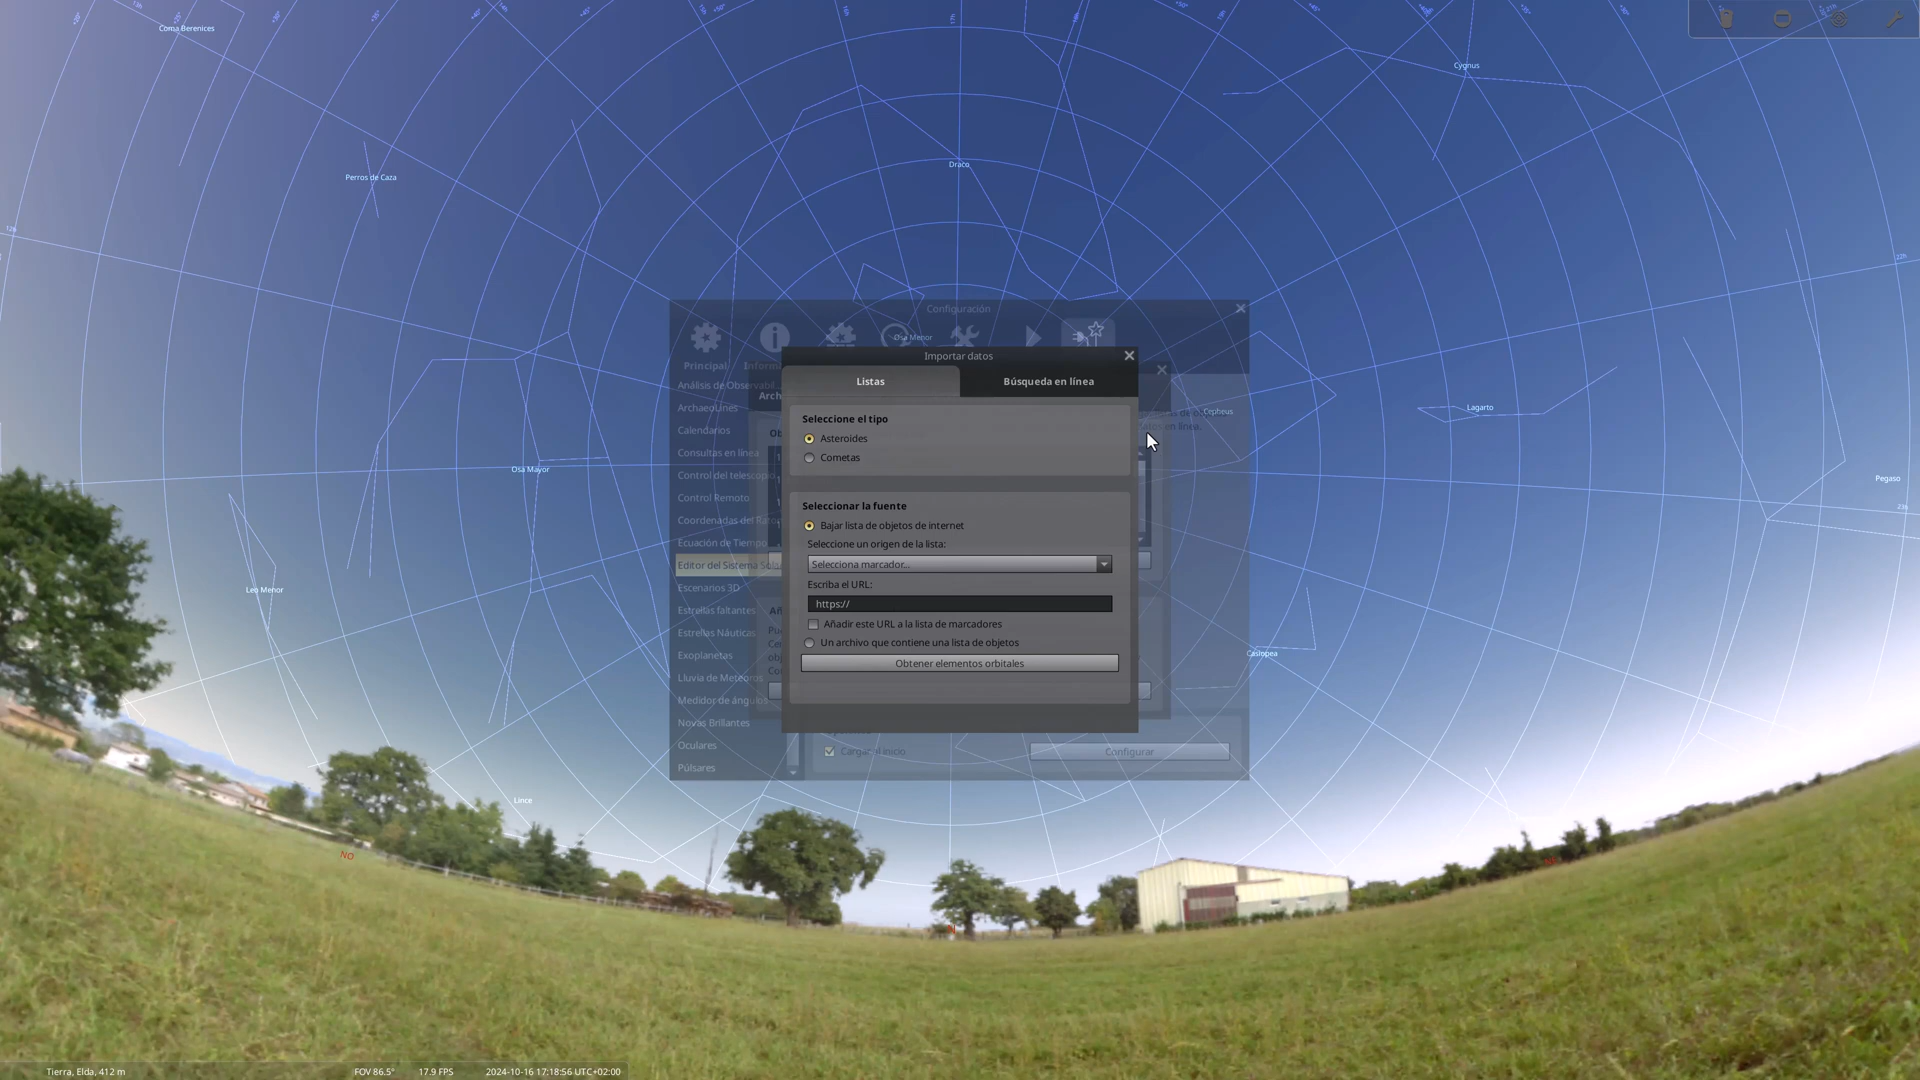 Coma Berenices
Cygnus
Perros de Caza
Draco
12h
22h
Configuración
Osa Menor
Principal
Importar datos
Listas
Búsqueda en línea
Análisis de Observabil
ArchaeoLines
Calendarios
Consultas en línea
Control del telescopio
Control Remoto
Ecuación de Tiempo
Editor del Sistema Sola
Escenarios 3D
Estrellas faltantes
Estrellas Náuticas
Exoplanetas
Lluvia de Meteoros
Medidor de ángulos
Novas Brillantes
Oculares
Púlsares
Seleccione el tipo
Asteroides
Cometas
Seleccionar la fuente
Bajar lista de objetos de internet
Seleccione un origen de la lista:
Selecciona marcador...
Escriba el URL:
https://
Añadir este URL a la lista de marcadores
Un archivo que contiene una lista de objetos
Obtener elementos orbitales
Cargar al inicio
Configurar
Cepheus
Lagarto
Osa Mayor
Pegaso
23h
Leo Menor
Casiopea
Lince
NO
N
Tierra, Elda, 412 m
FOV 86.5°
17.9 FPS
2024-10-16 17:18:56 UTC+02:00